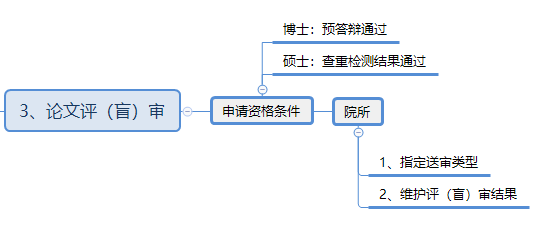 博士：预答辩通过
硕士：查重检测结果通过
3、论文评（盲）审
申请资格条件
院所
1、指定送审类型
2、维护评（盲）审结果